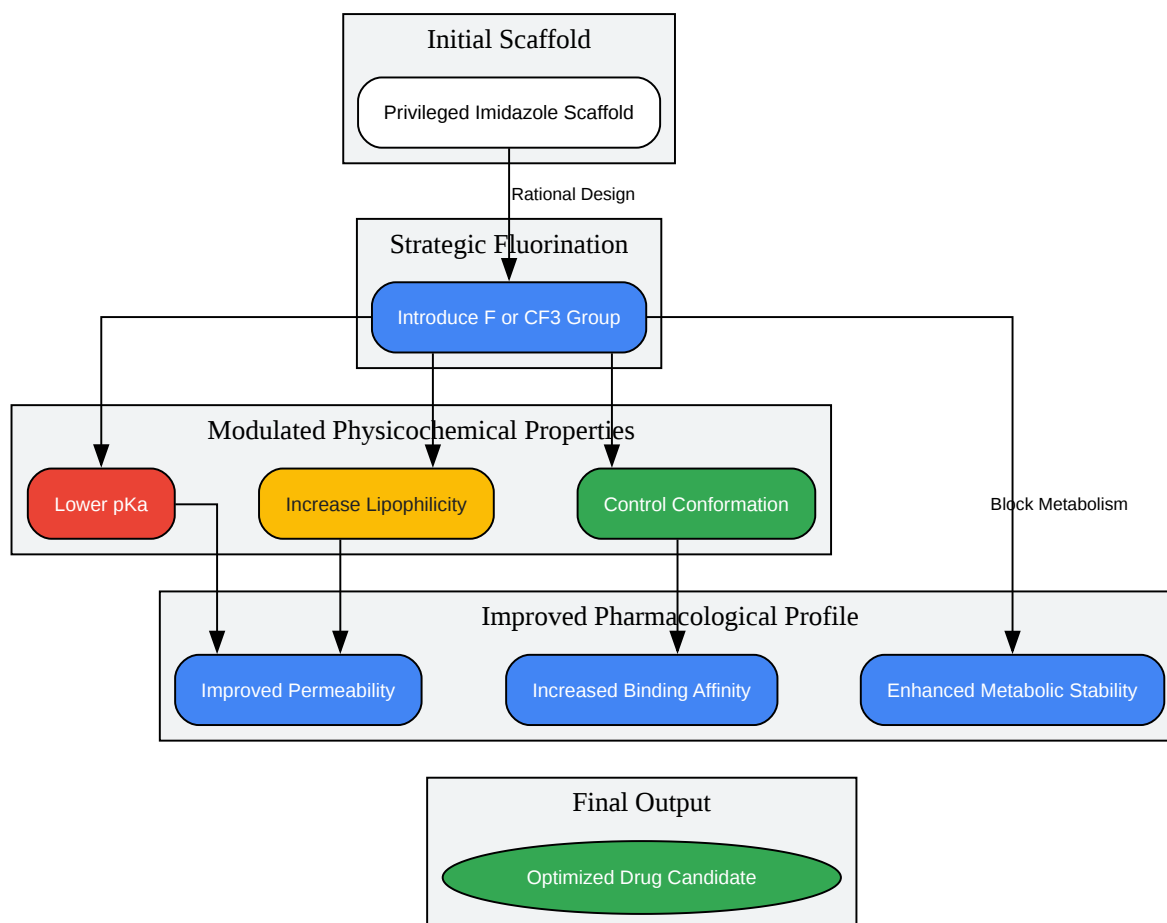 Initial Scaffold
Privileged Imidazole Scaffold
Rational Design
Strategic Fluorination
Introduce F or CF3 Group
Modulated Physicochemical Properties
Lower pKa
Increase Lipophilicity
Control Conformation
Block Metabolism
Improved Pharmacological Profile
Improved Permeability
Increased Binding Affinity
Enhanced Metabolic Stability
Final Output
Optimized Drug Candidate